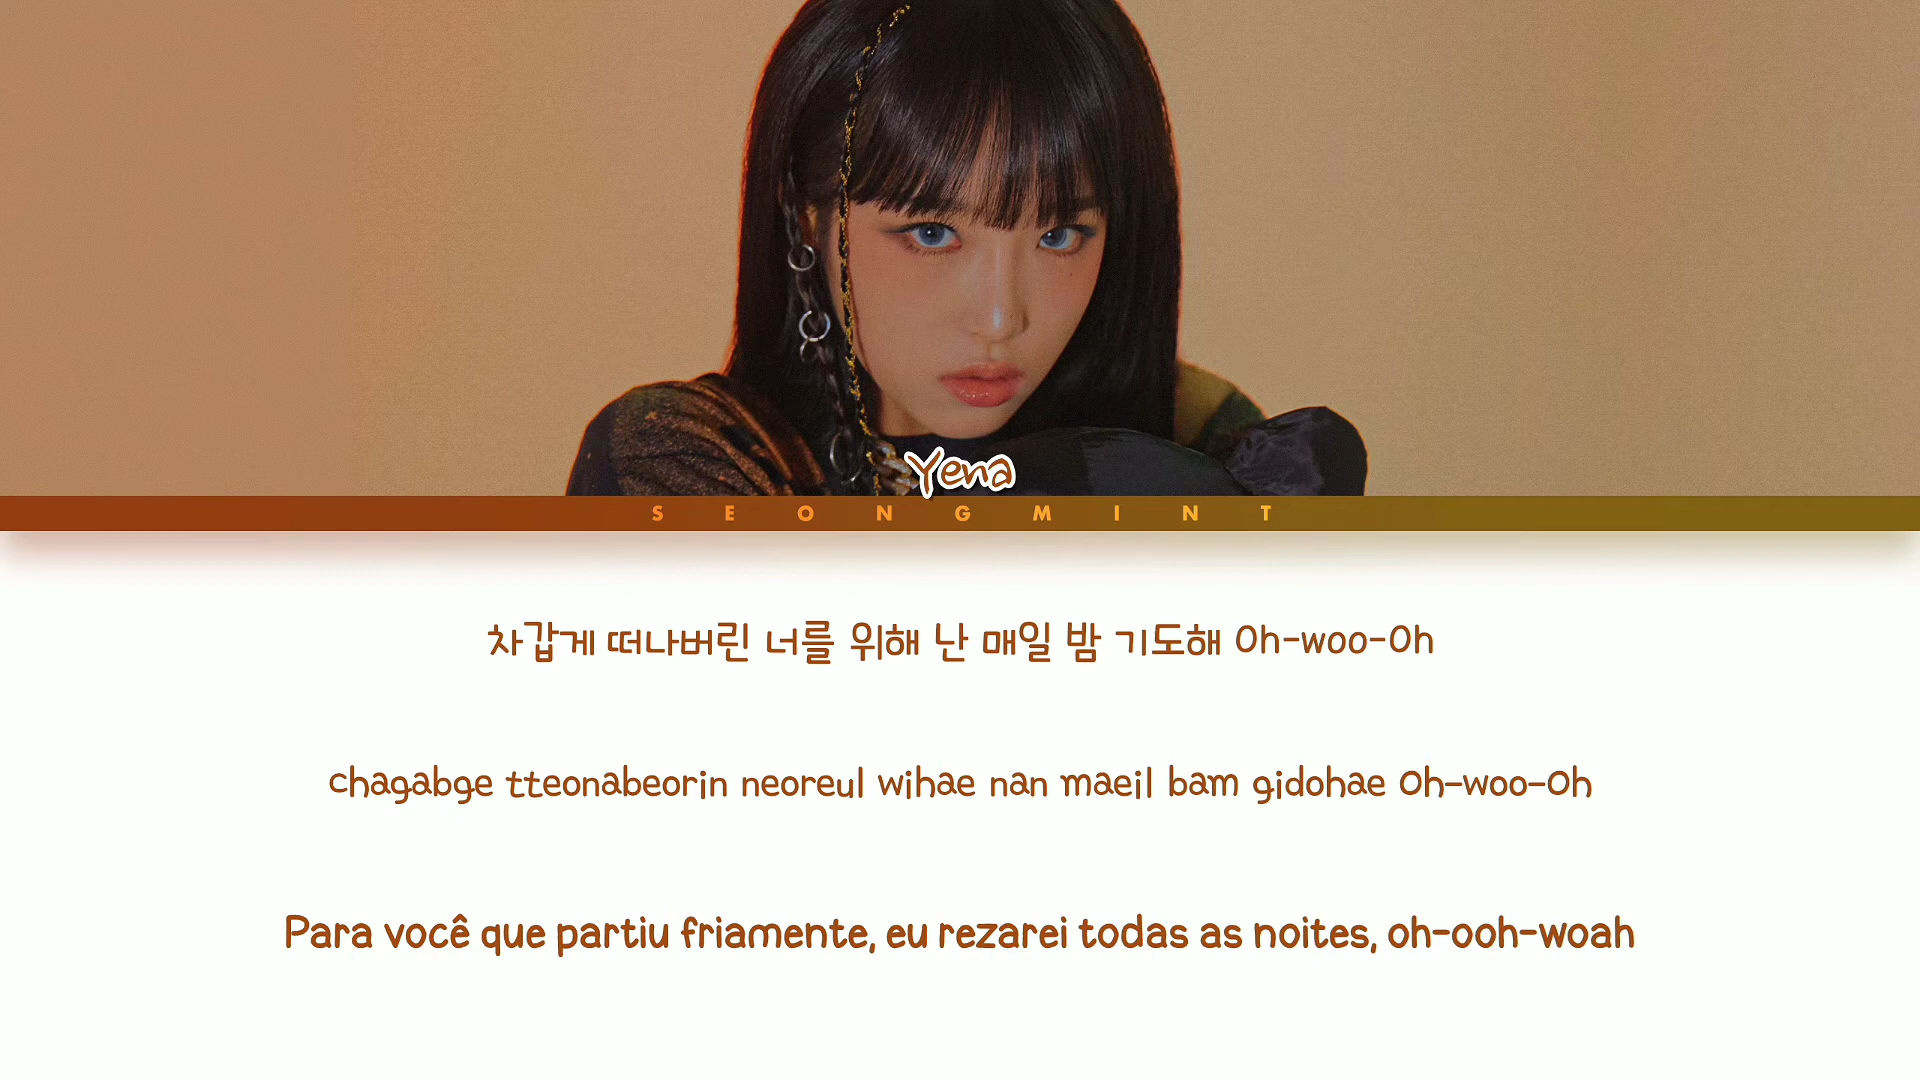 Yena
SEONGMINT
차갑게 떠나버린 너를 위해 난 매일 밤 기도해 Oh-woo-Oh
chagabge tteonabeorin neoreul wihae nan maeil bam gidohae Oh-woo-Oh
Para você que partiu friamente, eu rezarei todas as noites, oh-ooh-woah